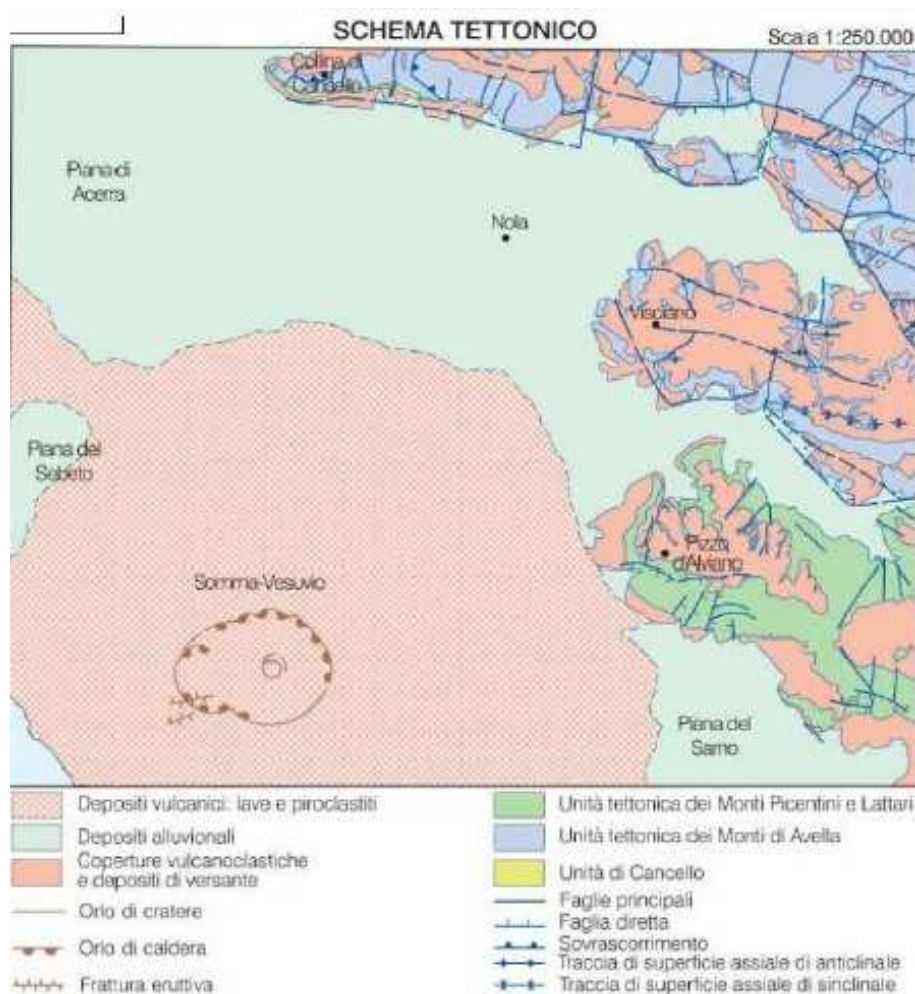 SCHEMA TETTONICO
Scala 1:250.000
Collina di
Cancello
Piana di
Acerra
Nola
Visciano
Piana del
Sebeto
Pizzo
d'Alvano
Somma-Vesuvio
Piana del
Sarno
Depositi vulcanici: lave e piroclastiti
Depositi alluvionali
Coperture vulcanoclastiche
e depositi di versante
Orlo di cratere
Orlo di caldera
Frattura eruttiva
Unità tettonica dei Monti Picentini e Lattari
Unità tettonica dei Monti di Avella
Unità di Cancello
Faglie principali
Faglia diretta
Sovrascorrimento
Traccia di superficie assiale di anticlinale
Traccia di superficie assiale di sinclinale